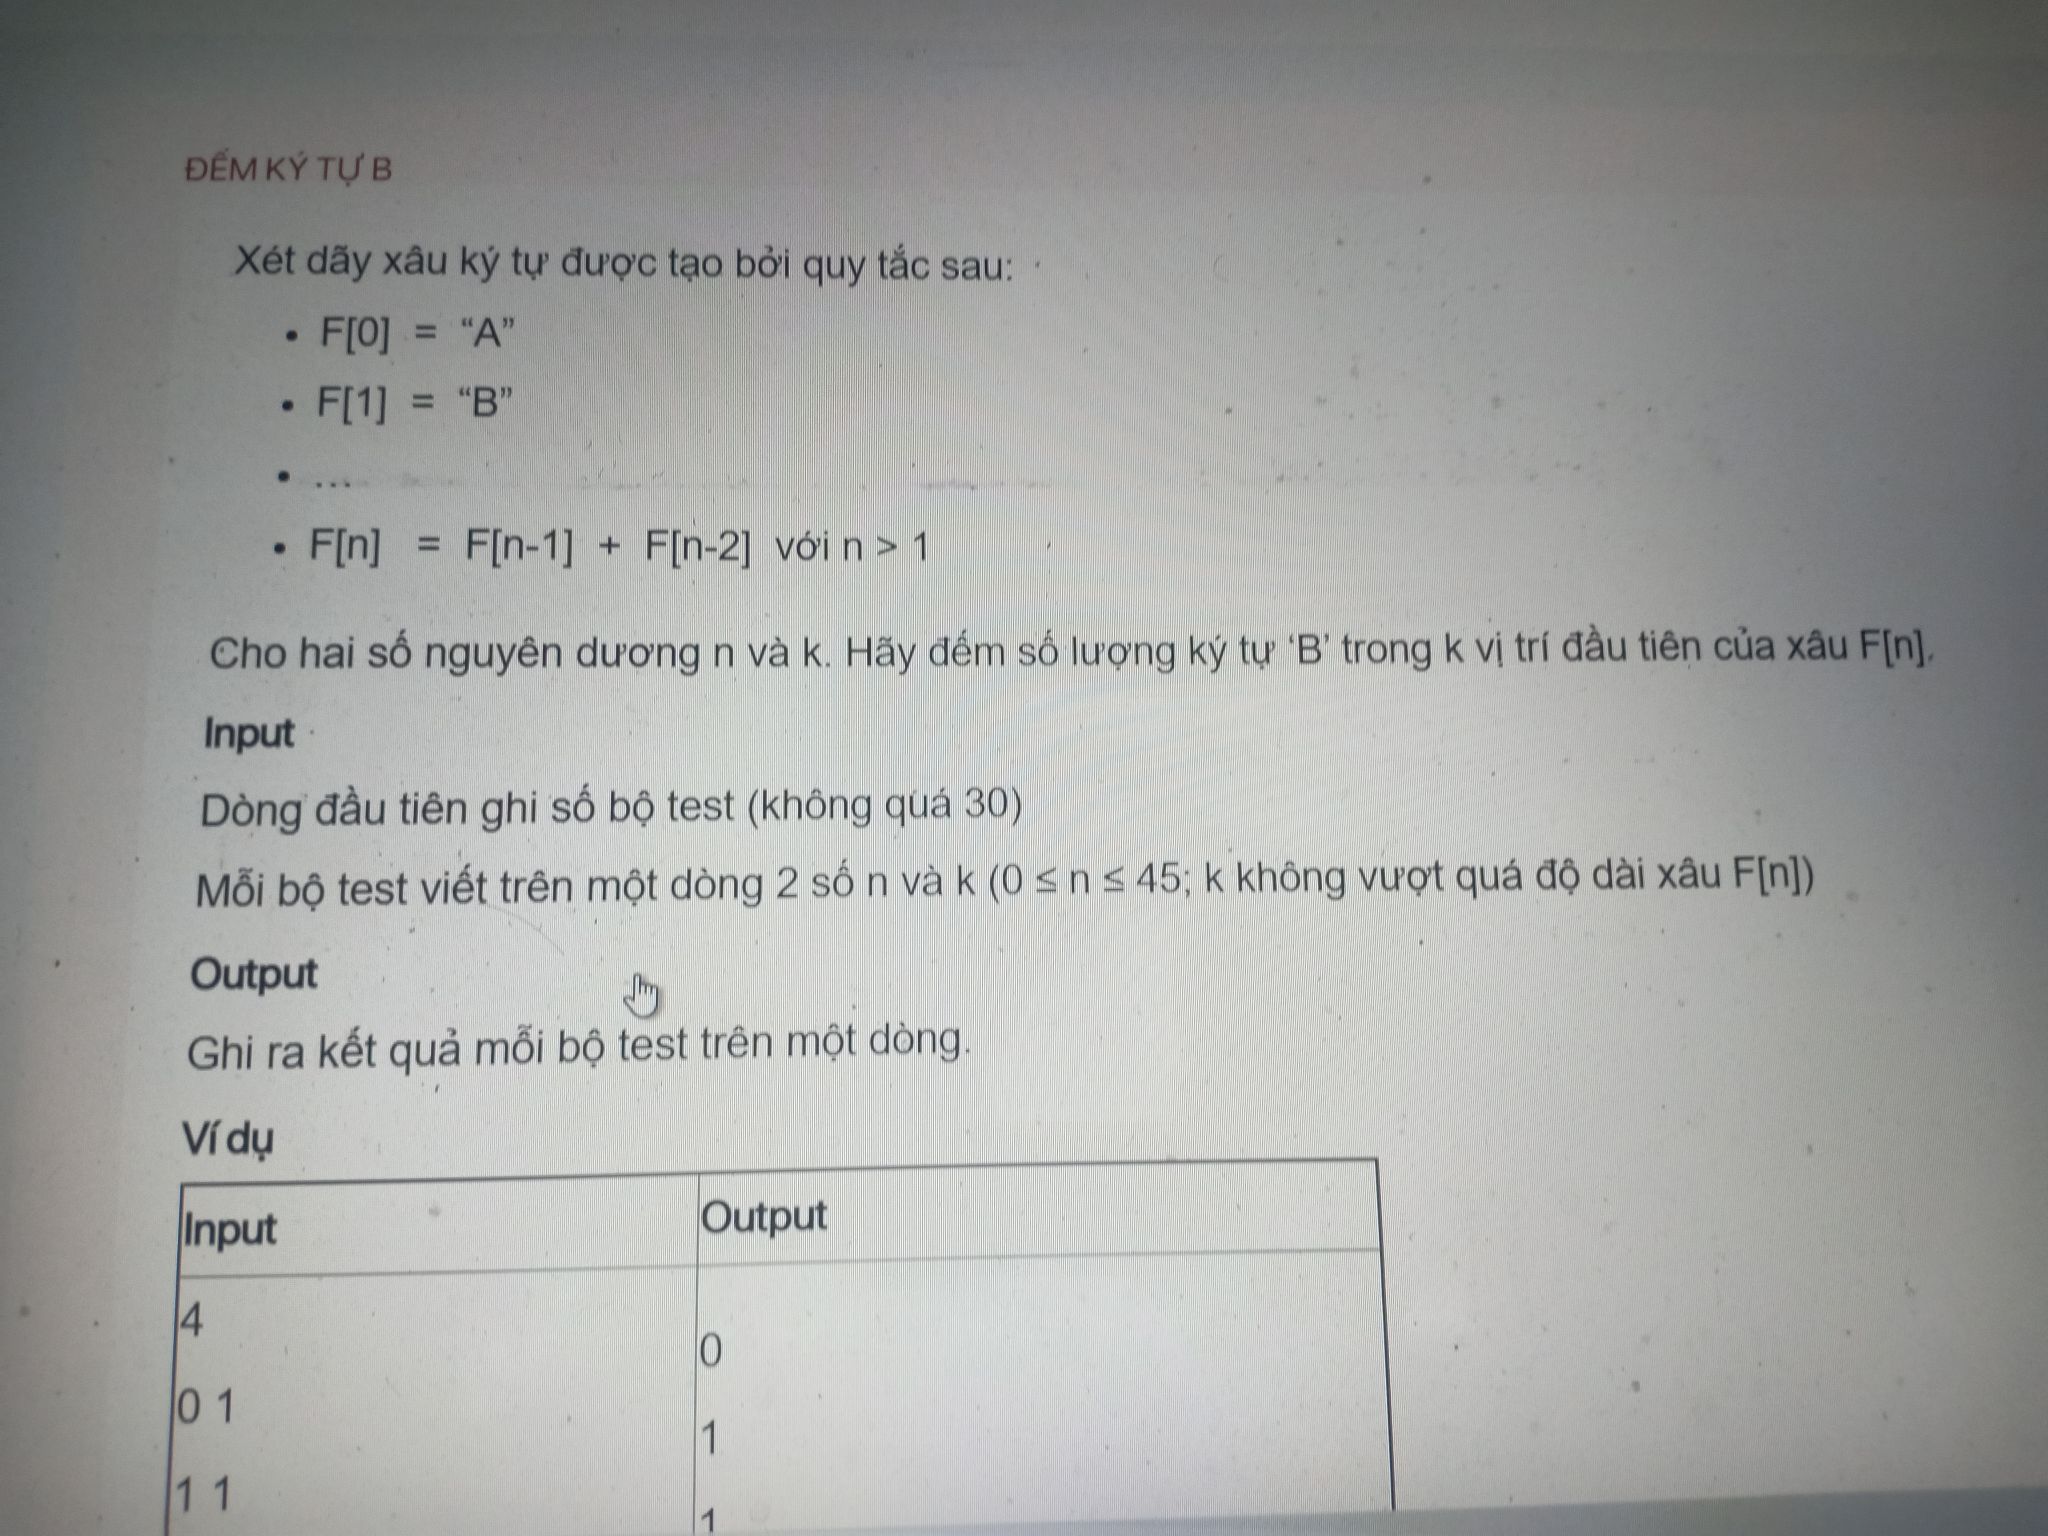 ĐẾM KÝ TỰ B
Xét dãy xâu ký tự được tạo bởi quy tắc sau:
• F[0] = “A”
• F[1] = “B”
• ...
• F[n] = F[n-1] + F[n-2] với n > 1
Cho hai số nguyên dương n và k. Hãy đếm số lượng ký tự ‘B’ trong k vị trí đầu tiên của xâu F[n].
Input
Dòng đầu tiên ghi số bộ test (không quá 30)
Mỗi bộ test viết trên một dòng 2 số n và k (0 ≤ n ≤ 45; k không vượt quá độ dài xâu F[n])
Output
Ghi ra kết quả mỗi bộ test trên một dòng.
Ví dụ
Input Output
4
0
0 1
1
1 1
1